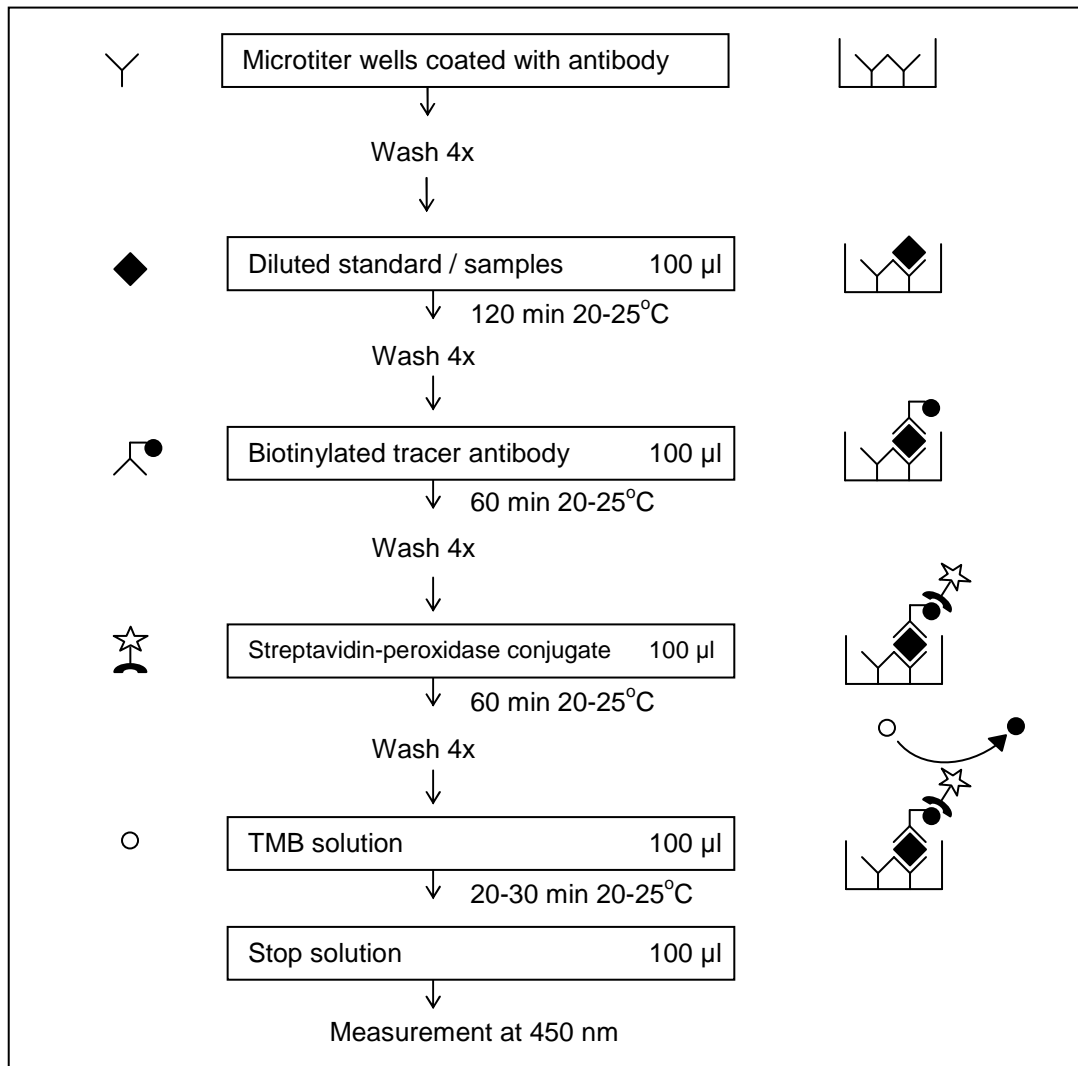 Microtiter wells coated with antibody
Wash 4x
Diluted standard / samples 100 µl
120 min 20-25°C
Wash 4x
Biotinylated tracer antibody 100 µl
60 min 20-25°C
Wash 4x
Streptavidin-peroxidase conjugate 100 µl
60 min 20-25°C
Wash 4x
TMB solution 100 µl
20-30 min 20-25°C
Stop solution 100 µl
Measurement at 450 nm